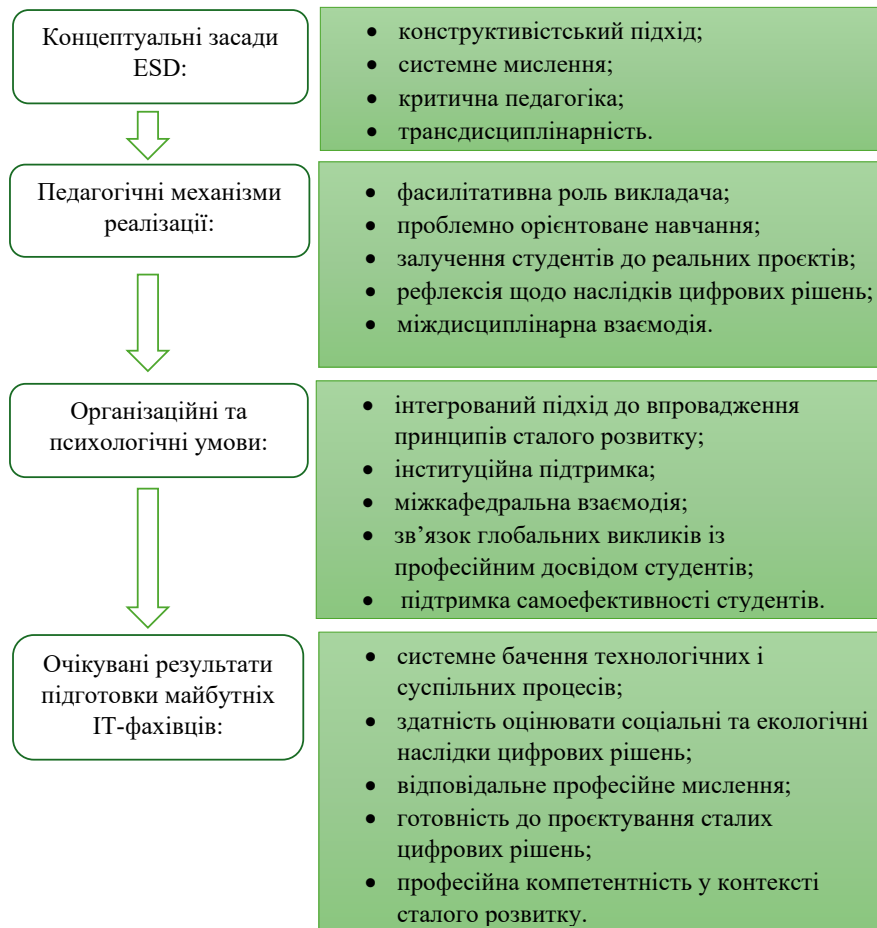 Концептуальні засади
ESD:
• конструктивістський підхід;
• системне мислення;
• критична педагогіка;
• трансдисциплінарність.
Педагогічні механізми
реалізації:
• фасилітативна роль викладача;
• проблемно орієнтоване навчання;
• залучення студентів до реальних проєктів;
• рефлексія щодо наслідків цифрових рішень;
• міждисциплінарна взаємодія.
Організаційні та
психологічні умови:
• інтегрований підхід до впровадження
принципів сталого розвитку;
• інституційна підтримка;
• міжкафедральна взаємодія;
• зв’язок глобальних викликів із
професійним досвідом студентів;
• підтримка самоефективності студентів.
Очікувані результати
підготовки майбутніх
ІТ-фахівців:
• системне бачення технологічних і
суспільних процесів;
• здатність оцінювати соціальні та екологічні
наслідки цифрових рішень;
• відповідальне професійне мислення;
• готовність до проєктування сталих
цифрових рішень;
• професійна компетентність у контексті
сталого розвитку.